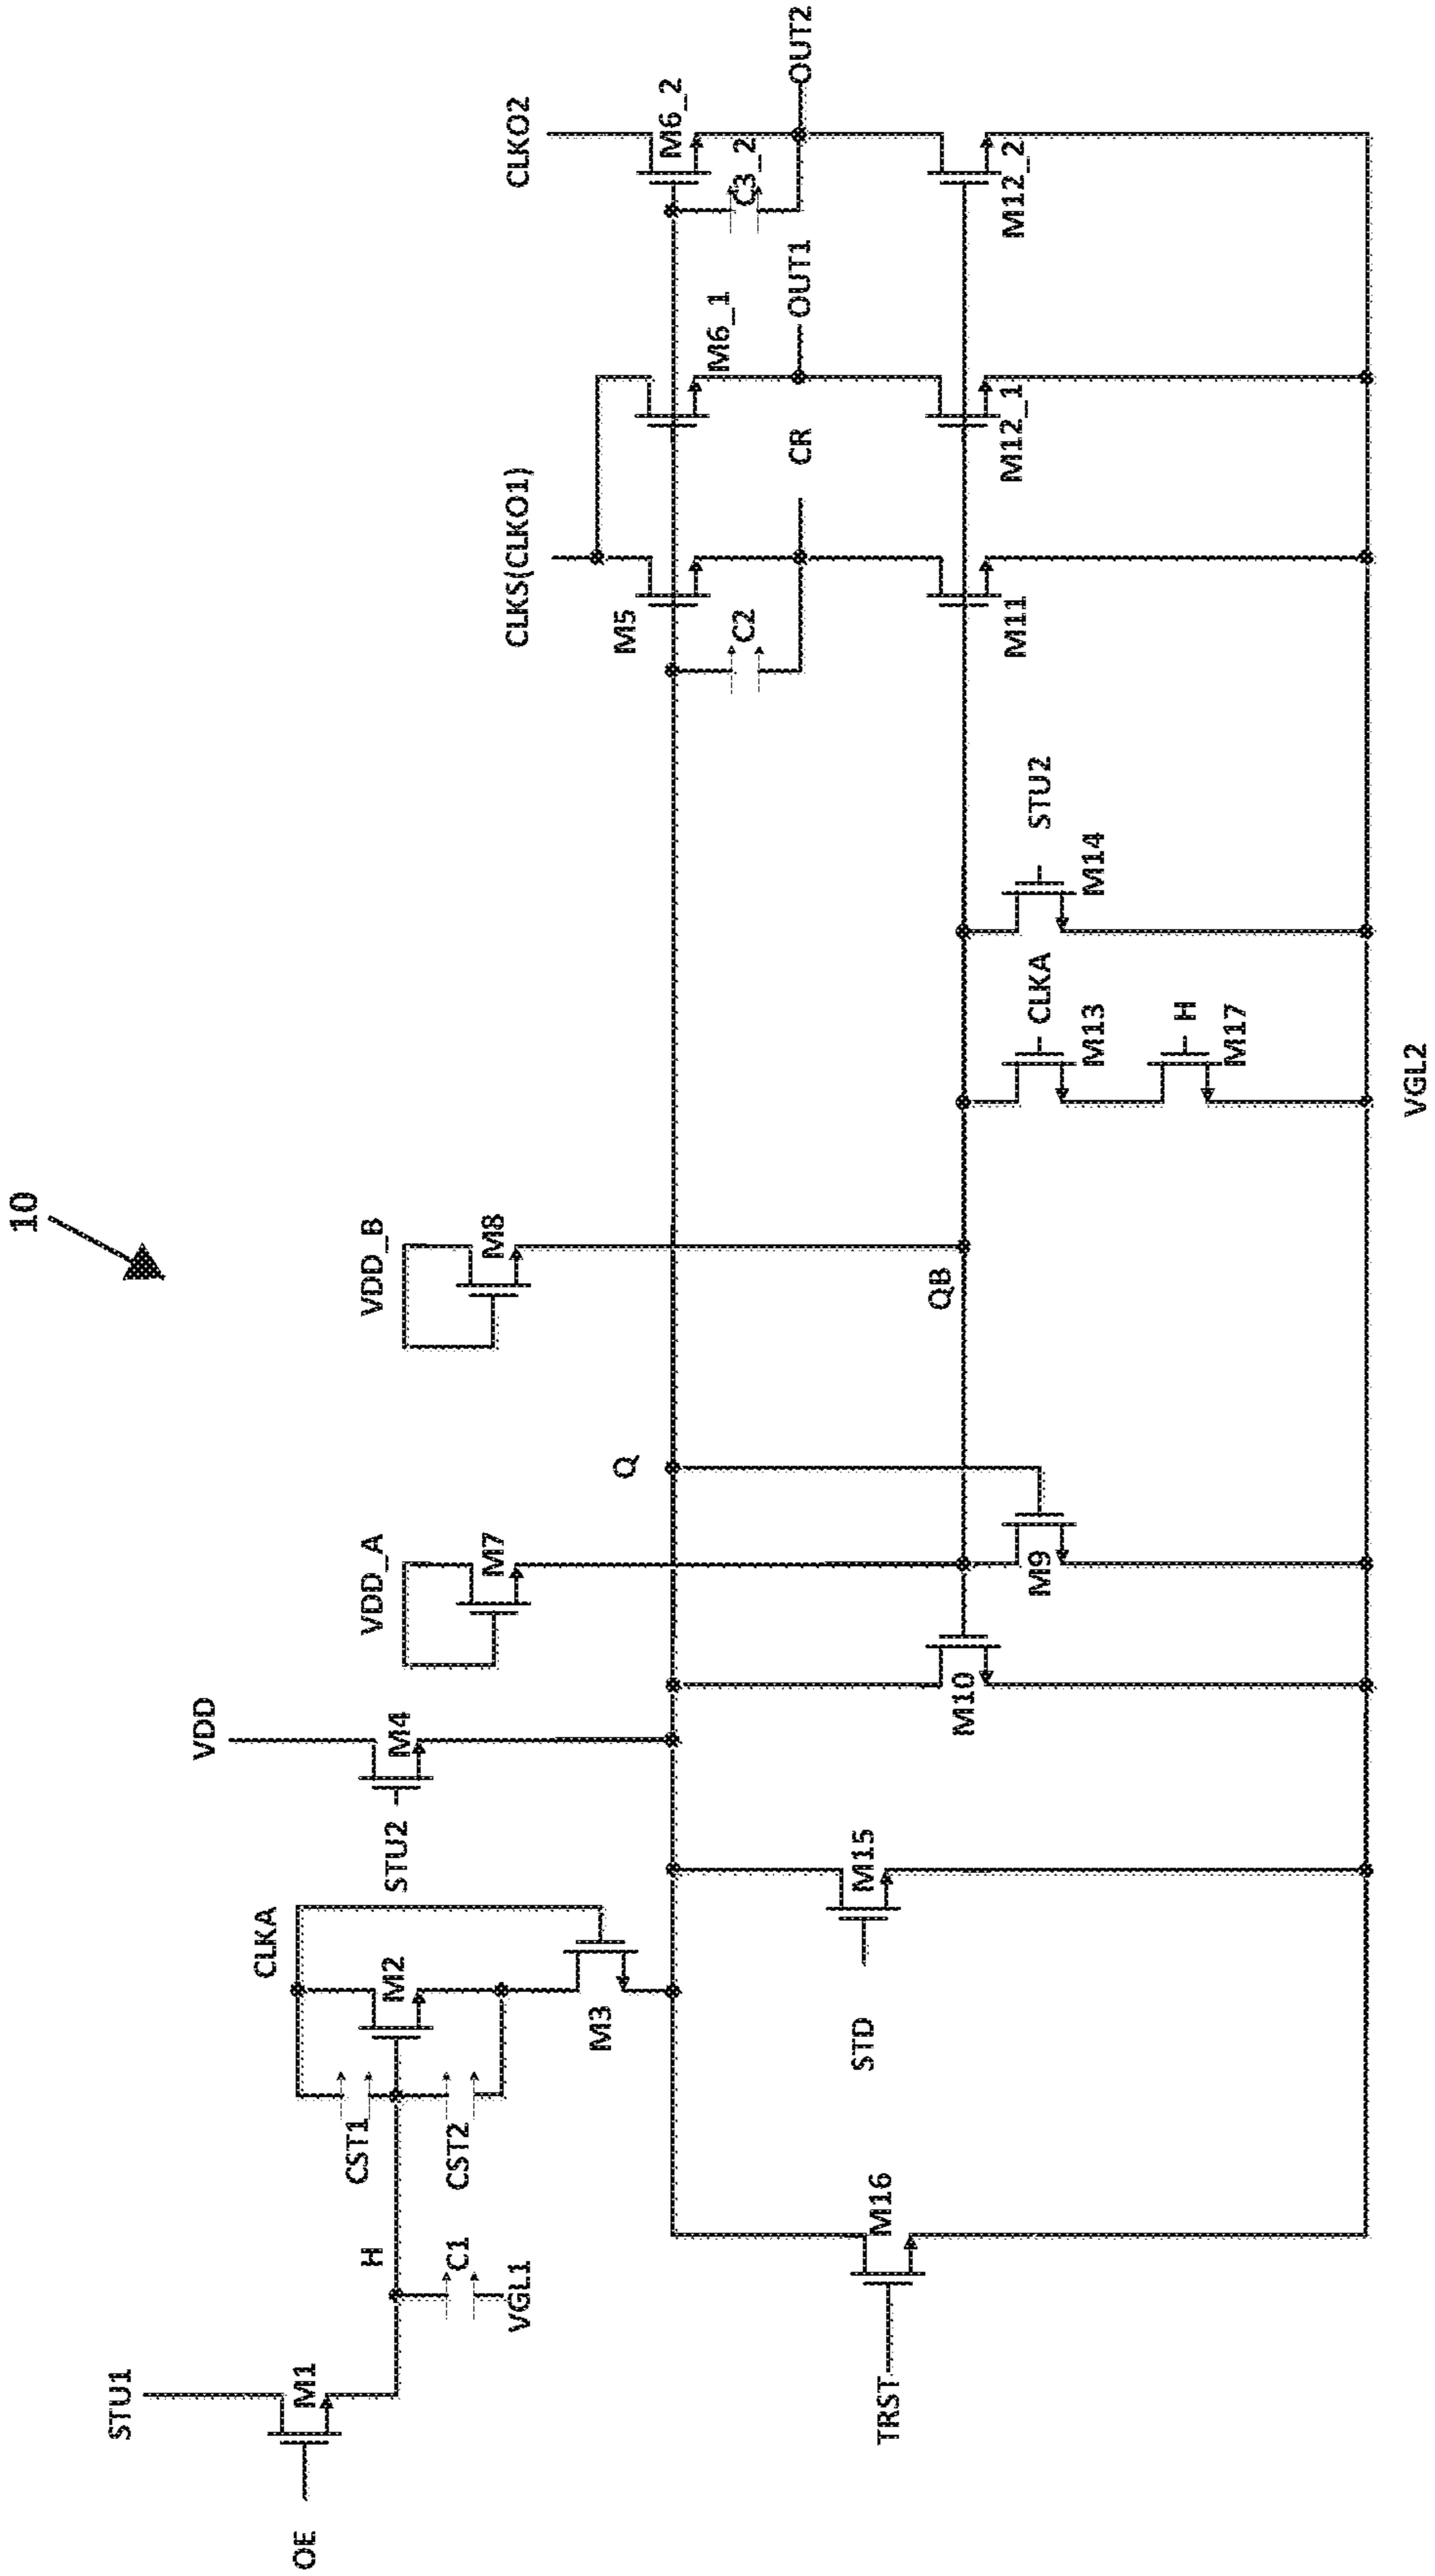 10
OE
STU1
M1
H
C1
VGL1
CST1
CST2
CLKA
M2
M3
STU2
VDD
M4
VDD_A
M7
Q
VDD_B
M8
QB
CLKS(CLKO1)
M5
C2
CR
M6_1
OUT1
CLKO2
M6_2
C3_2
OUT2
TRST
M16
STD
M15
M10
M9
CLKA
M13
H
M17
STU2
M14
M11
M12_1
M12_2
VGL2